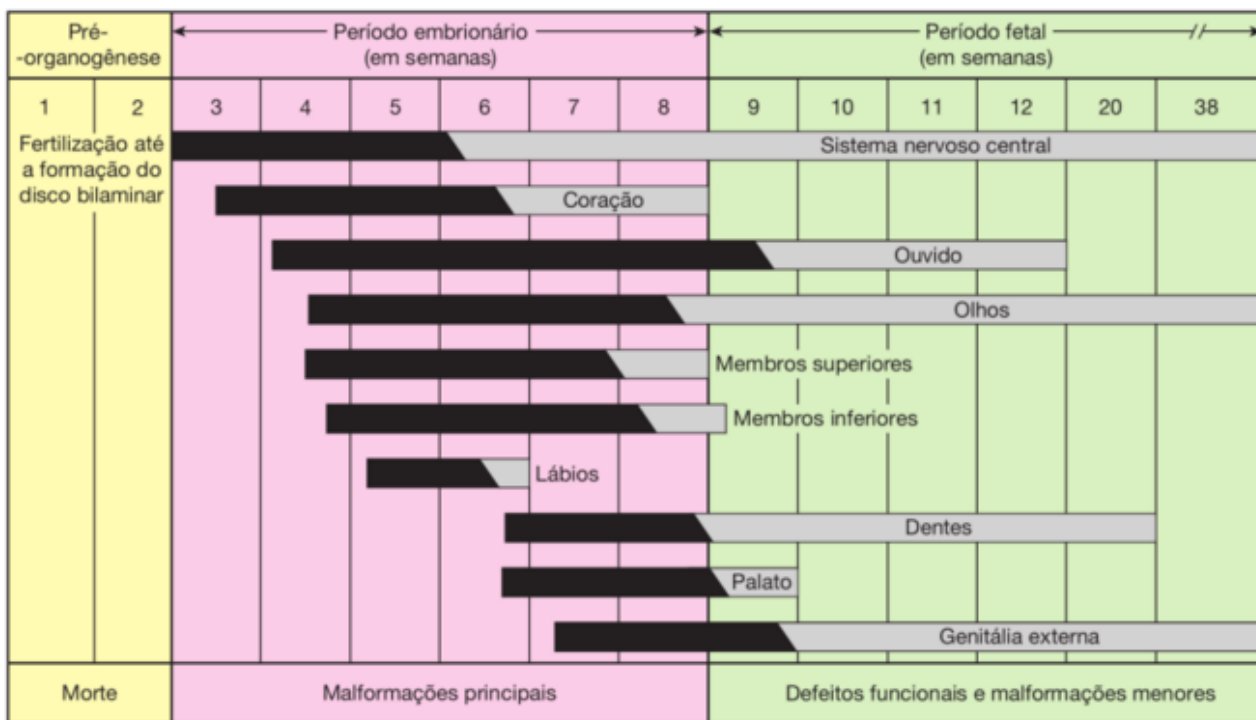 Pré-
-organogênese
Período embrionário
(em semanas)
Período fetal
(em semanas)
1 2 3 4 5 6 7 8 9 10 11 12 20 38
Fertilização até
a formação do
disco bilaminar
Sistema nervoso central
Coração
Ouvido
Olhos
Membros superiores
Membros inferiores
Lábios
Dentes
Palato
Genitália externa
Morte
Malformações principais
Defeitos funcionais e malformações menores